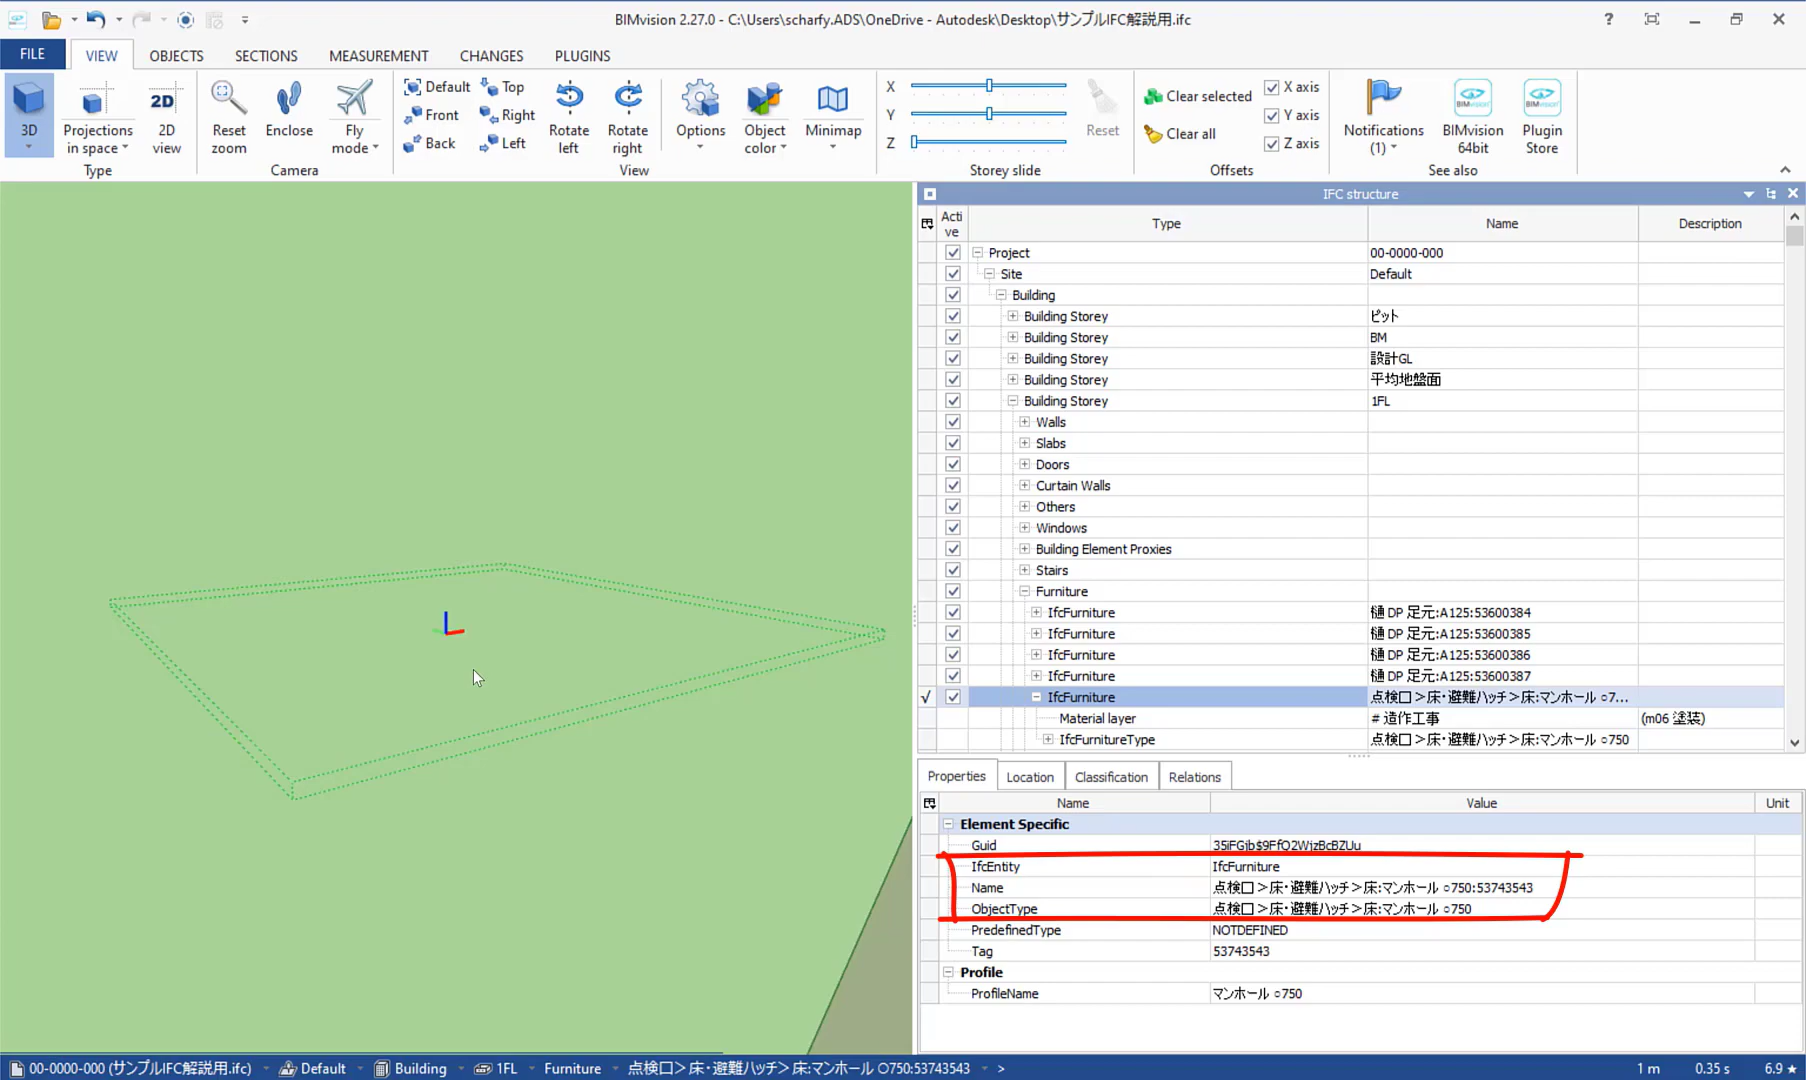 BIMvision 2.27.0 - C:\Users\scharfy.ADS\OneDrive - Autodesk\Desktop\サンプルIFC解説用.ifc
?
FILE VIEW OBJECTS SECTIONS MEASUREMENT CHANGES PLUGINS
3D
Projections in space
2D view
2D
Type
Reset zoom
Enclose
Fly mode
Camera
Default Top
Front Right
Back Left
Rotate left
Rotate right
View
Options
Object color
Minimap
X
Y
Z
Reset
Storey slide
Clear selected
Clear all
X axis
Y axis
Z axis
Offsets
Notifications (1)
BIMvision 64bit
Plugin Store
See also
IFC structure
Active Type Name Description
Project 00-0000-000
Site Default
Building
Building Storey ピット
Building Storey BM
Building Storey 設計GL
Building Storey 平均地盤面
Building Storey 1FL
Walls
Slabs
Doors
Curtain Walls
Others
Windows
Building Element Proxies
Stairs
Furniture
IfcFurniture 樋 DP 足元:A125:53600384
IfcFurniture 樋 DP 足元:A125:53600385
IfcFurniture 樋 DP 足元:A125:53600386
IfcFurniture 樋 DP 足元:A125:53600387
IfcFurniture 点検口＞床・避難ハッチ＞床:マンホール ○7...
Material layer # 造作工事 (m06 塗装)
IfcFurnitureType 点検口＞床・避難ハッチ＞床:マンホール ○750
Properties Location Classification Relations
Name Value Unit
Element Specific
Guid 35iFGjb$9FfQ2WjzBcBZUu
IfcEntity IfcFurniture
Name 点検口＞床・避難ハッチ＞床:マンホール ○750:53743543
ObjectType 点検口＞床・避難ハッチ＞床:マンホール ○750
PredefinedType NOTDEFINED
Tag 53743543
Profile
ProfileName マンホール ○750
00-0000-000 (サンプルIFC解説用.ifc) Default Building 1FL Furniture 点検口＞床・避難ハッチ＞床:マンホール ○750:53743543 > 1 m 0.35 s 6.9 ★